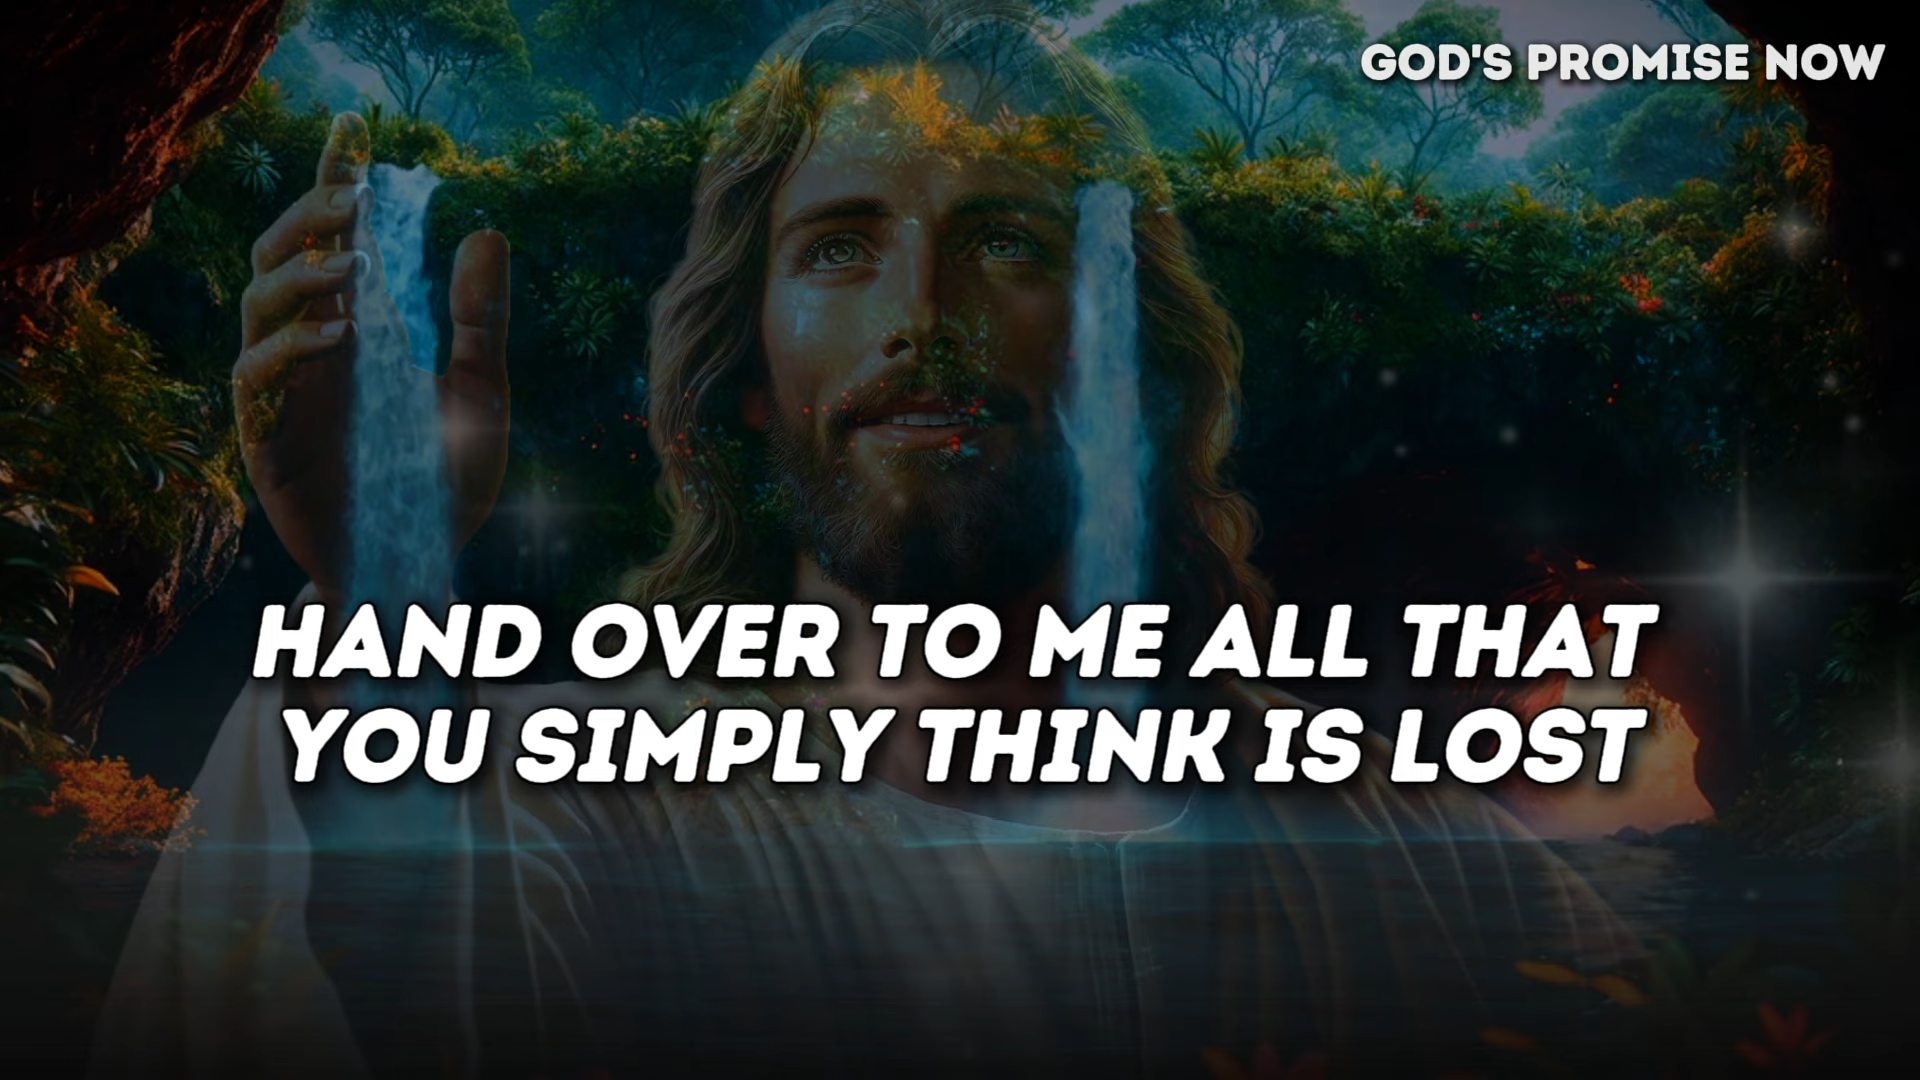 GOD'S PROMISE NOW
HAND OVER TO ME ALL THAT
YOU SIMPLY THINK IS LOST